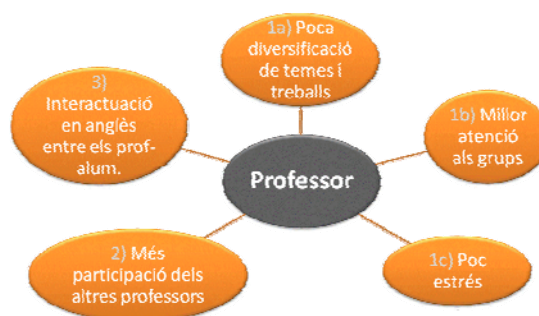 1a) Poca
diversificació
de temes i
treballs
3)
Interactuació
en anglès
entre els prof-
alum.
1b) Millor
atenció
als grups
Professor
2) Més
participació dels
altres professors
1c) Poc
estrés